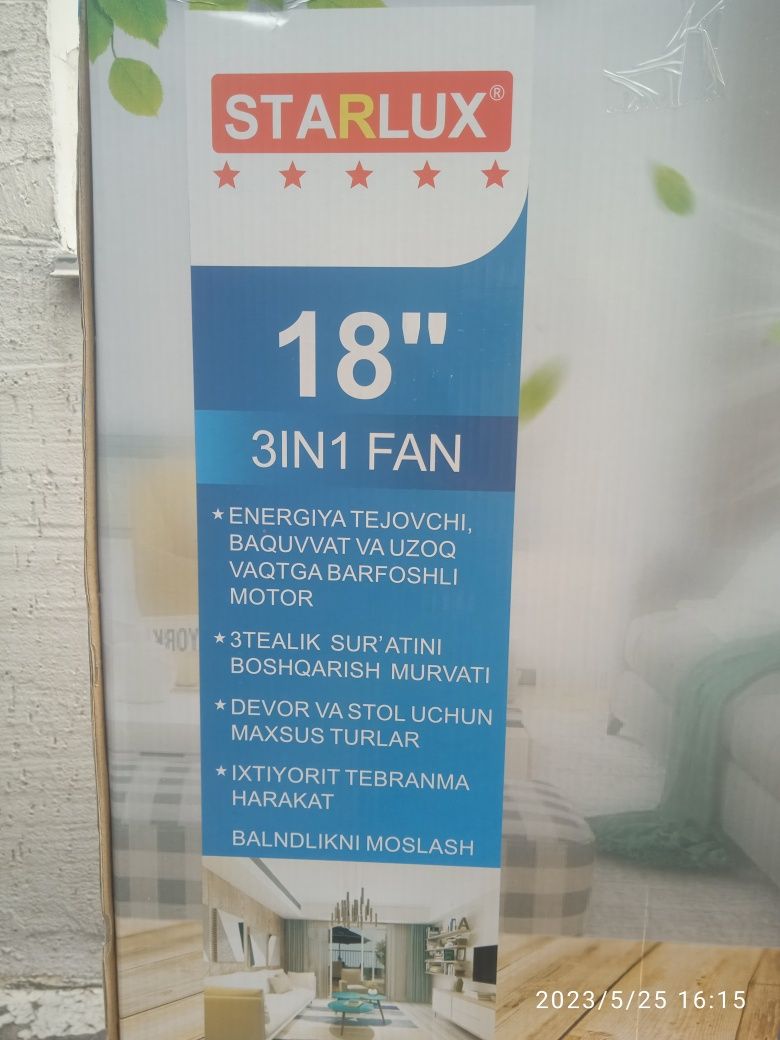 STARLUX®
18"
3IN1 FAN
ENERGIYA TEJOVCHI,
BAQUVVAT VA UZOQ
VAQTGA BARFOSHLI
MOTOR
3TEALIK SUR'ATINI
BOSHQARISH MURVATI
DEVOR VA STOL UCHUN
MAXSUS TURLAR
IXTIYORIT TEBRANMA
HARAKAT
BALNDLIKNI MOSLASH
2023/5/25 16:15